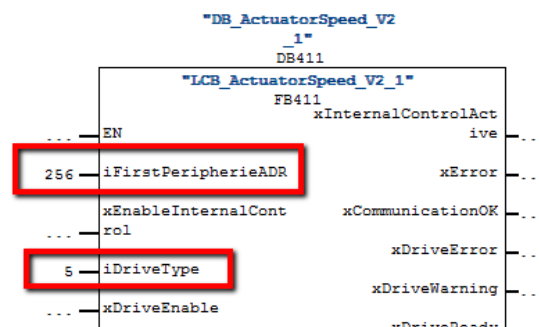 "DB_ActuatorSpeed_V2
_1"
DB411
"LCB_ActuatorSpeed_V2_1"
FB411
xInternalControlAct
... EN ive ...
256 iFirstPeripherieADR xError ...
xEnableInternalCont xCommunicationOK ...
... rol
xDriveError ...
5 iDriveType
xDriveWarning ...
... xDriveEnable
xDriveReady